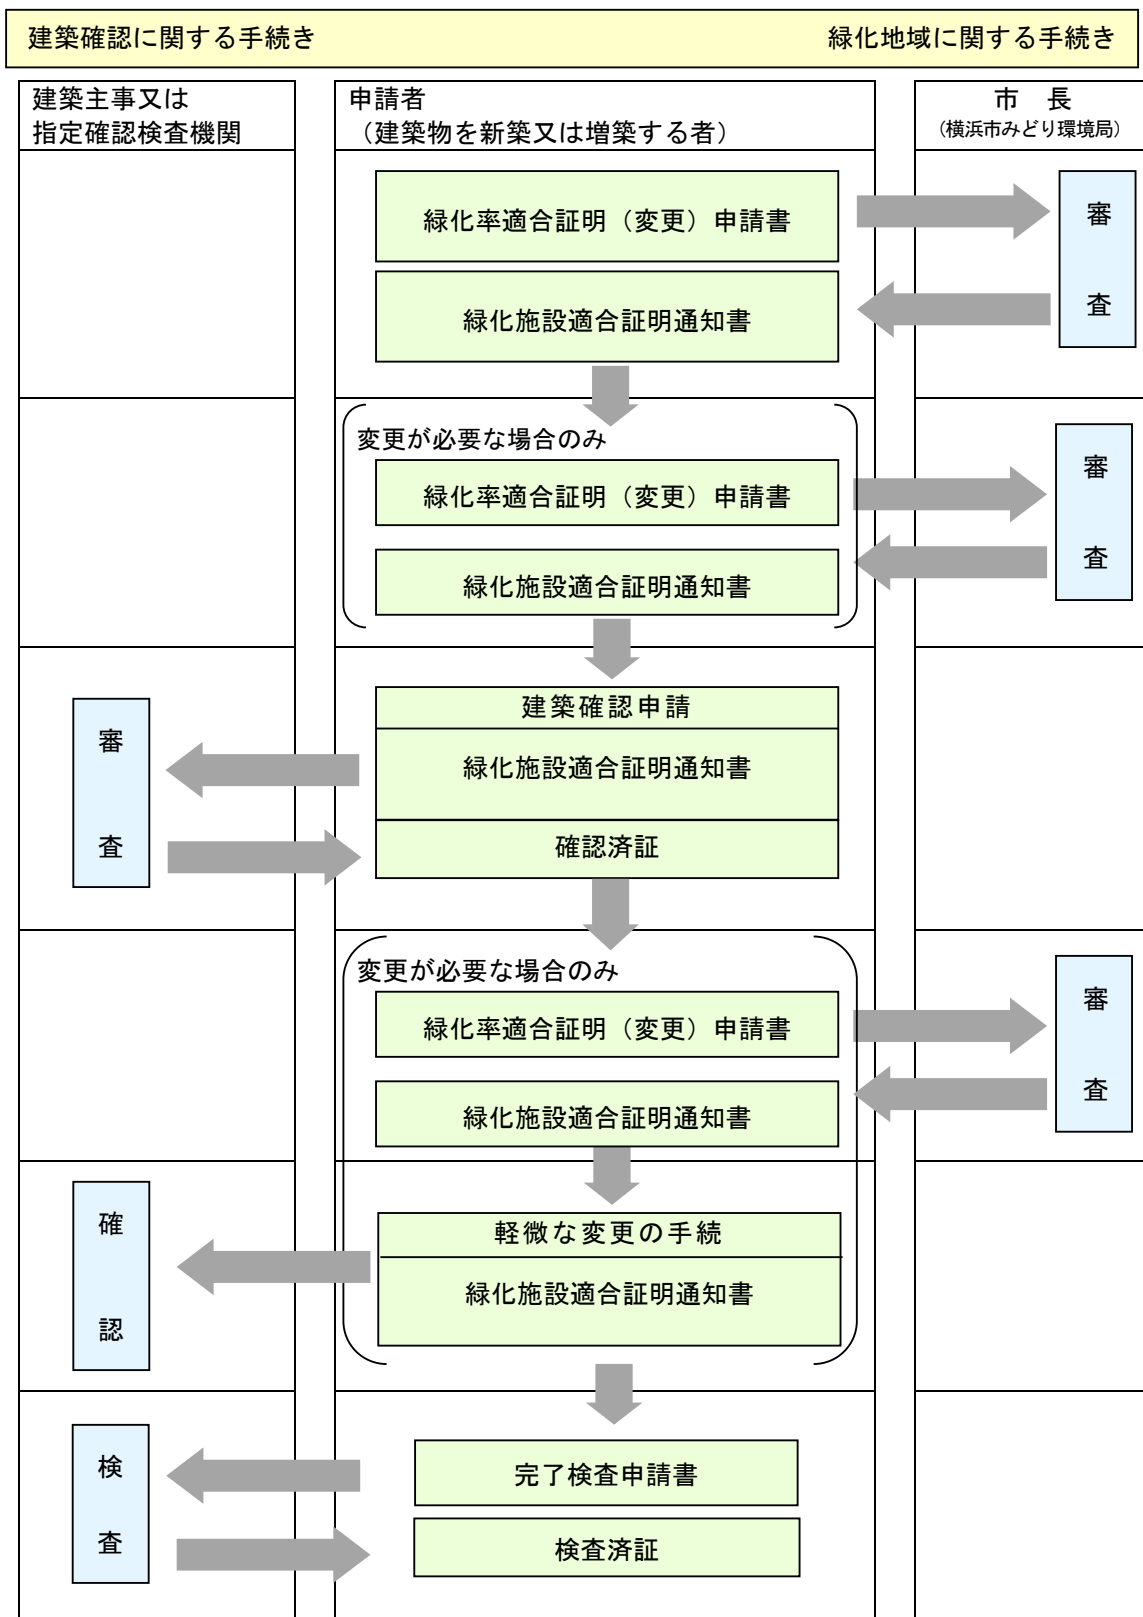 建築確認に関する手続き
緑化地域に関する手続き
建築主事又は
指定確認検査機関
申請者
(建築物を新築又は増築する者)
市 長
(横浜市みどり環境局)
緑化率適合証明(変更)申請書
緑化施設適合証明通知書
審
査
変更が必要な場合のみ
緑化率適合証明(変更)申請書
緑化施設適合証明通知書
審
査
建築確認申請
緑化施設適合証明通知書
確認済証
審
査
変更が必要な場合のみ
緑化率適合証明(変更)申請書
緑化施設適合証明通知書
審
査
軽微な変更の手続
緑化施設適合証明通知書
確
認
完了検査申請書
検査済証
検
査